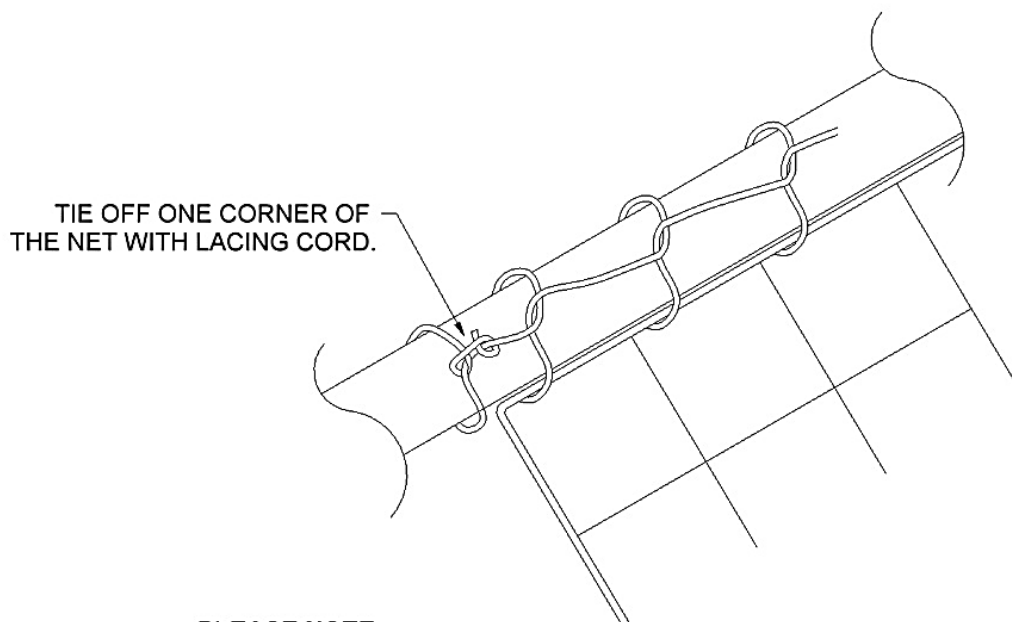 TIE OFF ONE CORNER OF
THE NET WITH LACING CORD.